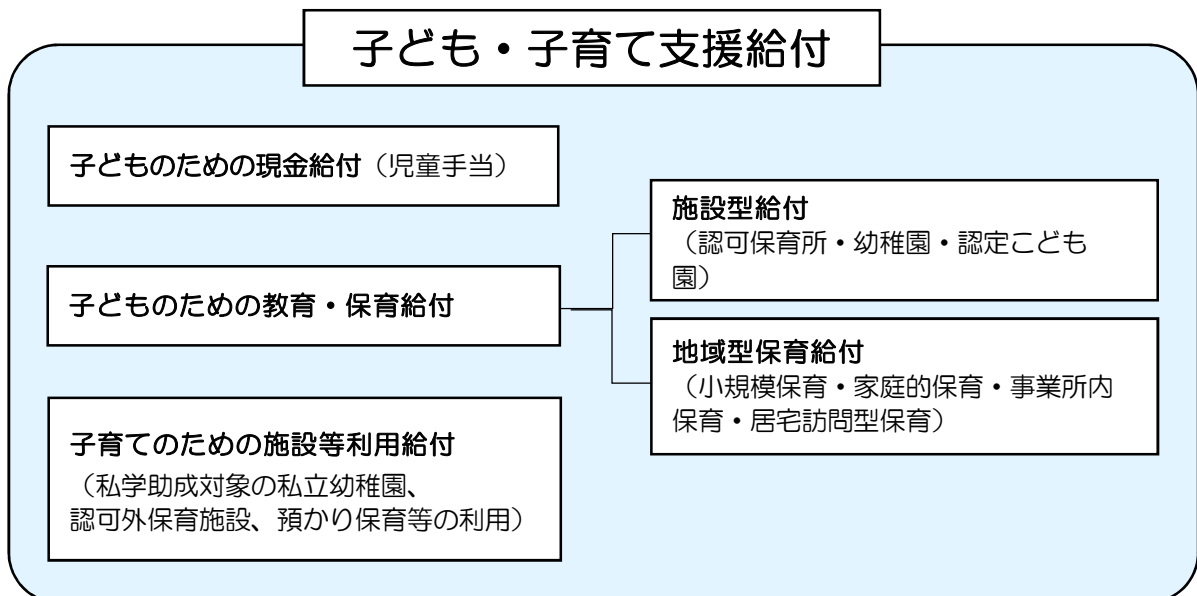 子ども・子育て支援給付
子どものための現金給付（児童手当）
子どものための教育・保育給付
施設型給付
（認可保育所・幼稚園・認定こども
園）
地域型保育給付
（小規模保育・家庭的保育・事業所内
保育・居宅訪問型保育）
子育てのための施設等利用給付
（私学助成対象の私立幼稚園、
認可外保育施設、預かり保育等の利用）